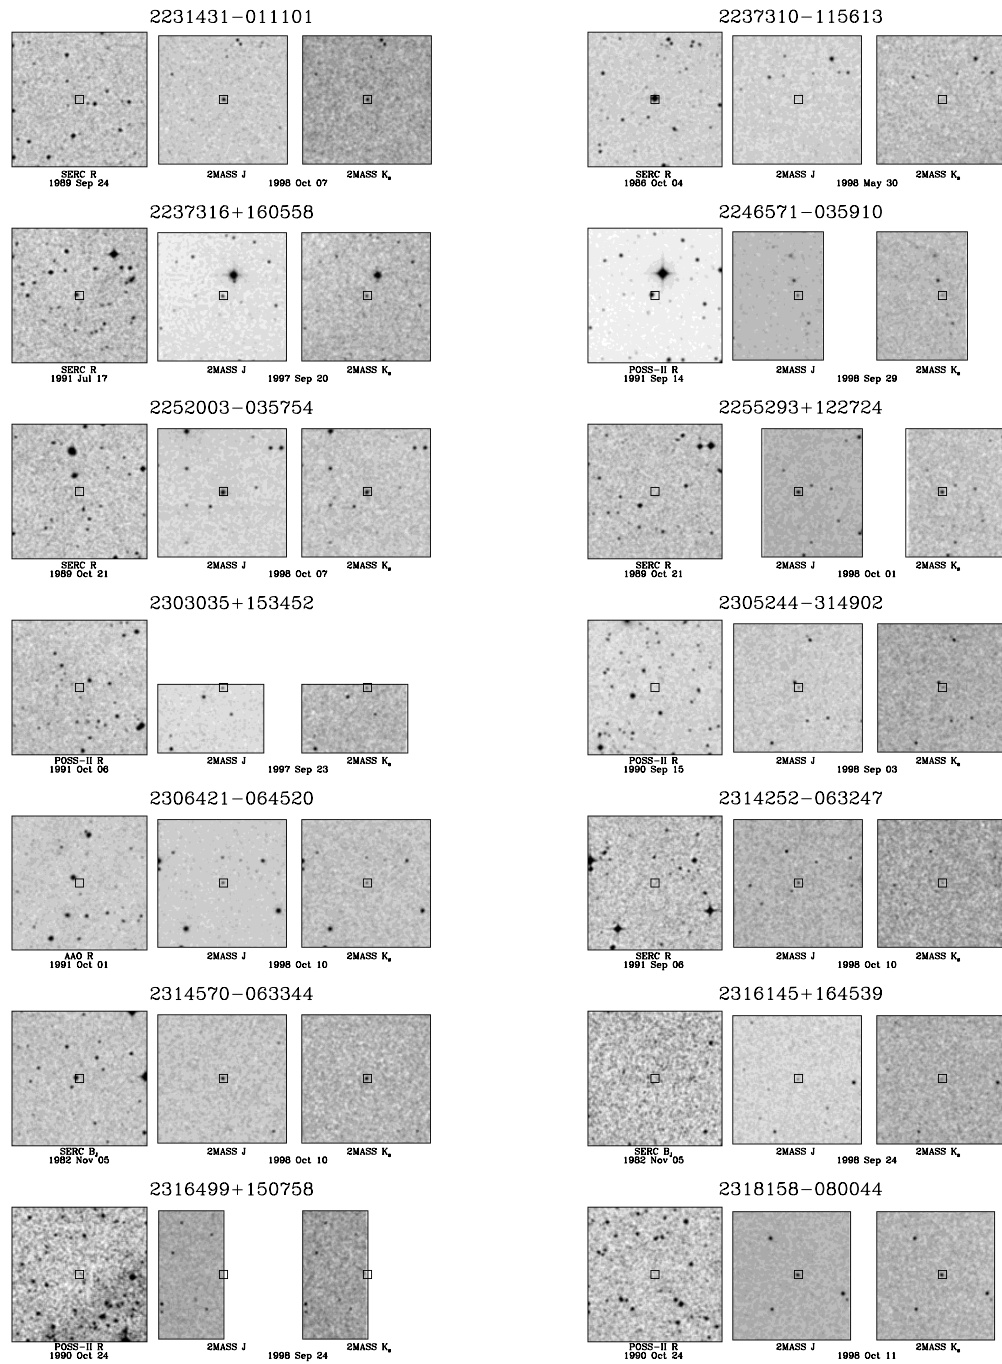 2231431-011101
SERC R
1989 Sep 24
2MASS J
1998 Oct 07
2MASS Ks
2237310-115613
SERC R
1986 Oct 04
2MASS J
1998 May 30
2MASS Ks
2237316+160558
SERC R
1991 Jul 17
2MASS J
1997 Sep 20
2MASS Ks
2246571-035910
POSS-II R
1991 Sep 14
2MASS J
1998 Sep 29
2MASS Ks
2252003-035754
SERC R
1989 Oct 21
2MASS J
1998 Oct 07
2MASS Ks
2255293+122724
SERC R
1989 Oct 21
2MASS J
1998 Oct 01
2MASS Ks
2303035+153452
POSS-II R
1991 Oct 06
2MASS J
1997 Sep 23
2MASS Ks
2305244-314902
POSS-II R
1990 Sep 15
2MASS J
1998 Sep 03
2MASS Ks
2306421-064520
AAO R
1991 Oct 01
2MASS J
1998 Oct 10
2MASS Ks
2314252-063247
SERC R
1991 Sep 06
2MASS J
1998 Oct 10
2MASS Ks
2314570-063344
SERC BJ
1982 Nov 05
2MASS J
1998 Oct 10
2MASS Ks
2316145+164539
SERC BJ
1982 Nov 05
2MASS J
1998 Sep 24
2MASS Ks
2316499+150758
POSS-II R
1990 Oct 24
2MASS J
1998 Sep 24
2MASS Ks
2318158-080044
POSS-II R
1990 Oct 24
2MASS J
1998 Oct 11
2MASS Ks